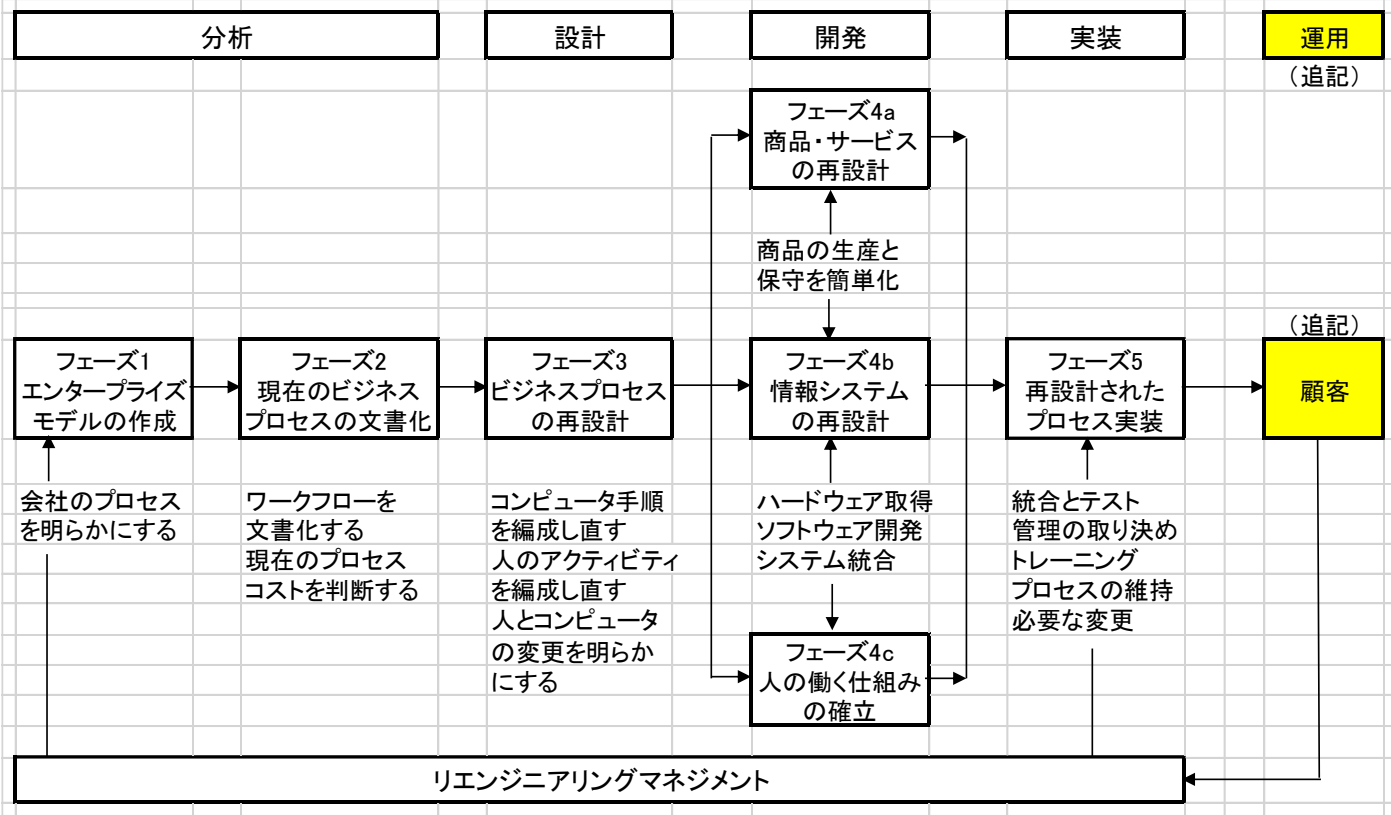 分析
設計
開発
実装
運用
（追記）
フェーズ4a
商品・サービス
の再設計
商品の生産と
保守を簡単化
（追記）
フェーズ1
エンタープライズ
モデルの作成
フェーズ2
現在のビジネス
プロセスの文書化
フェーズ3
ビジネスプロセス
の再設計
フェーズ4b
情報システム
の再設計
フェーズ5
再設計された
プロセス実装
顧客
会社のプロセス
を明らかにする
ワークフローを
文書化する
現在のプロセス
コストを判断する
コンピュータ手順
を編成し直す
人のアクティビティ
を編成し直す
人とコンピュータ
の変更を明らか
にする
ハードウェア取得
ソフトウェア開発
システム統合
統合とテスト
管理の取り決め
トレーニング
プロセスの維持
必要な変更
フェーズ4c
人の働く仕組み
の確立
リエンジニアリングマネジメント